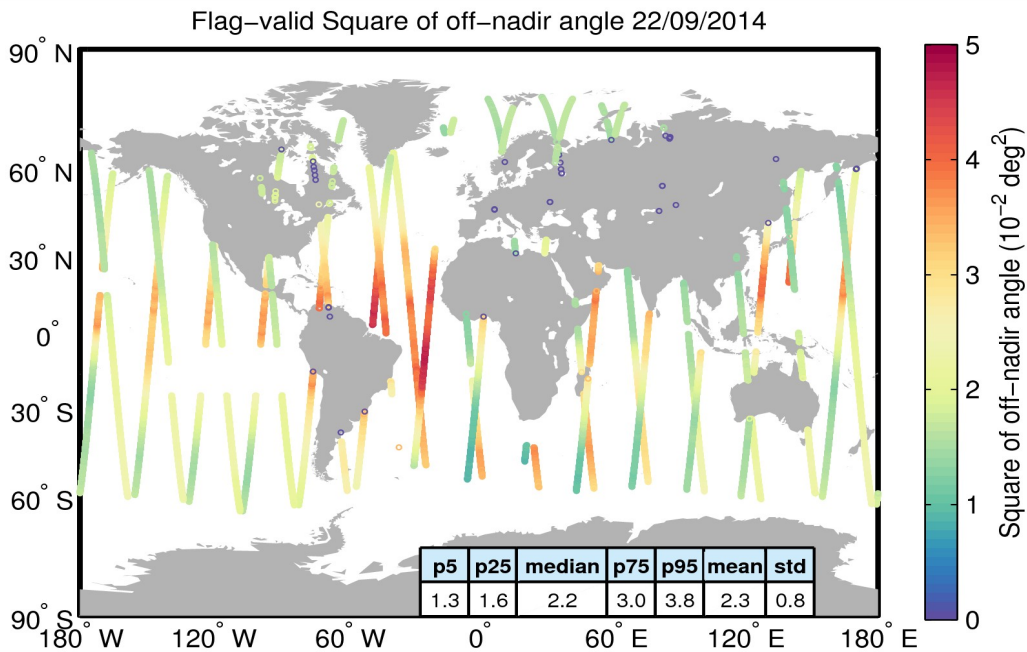 Flag−valid Square of off−nadir angle 22/09/2014
90° N
60° N
30° N
0°
30° S
60° S
90° S
180° W
120° W
60° W
0°
60° E
120° E
180° E
p5 p25 median p75 p95 mean std
1.3 1.6 2.2 3.0 3.8 2.3 0.8
5
4
3
2
1
0
Square of off−nadir angle (10⁻² deg²)